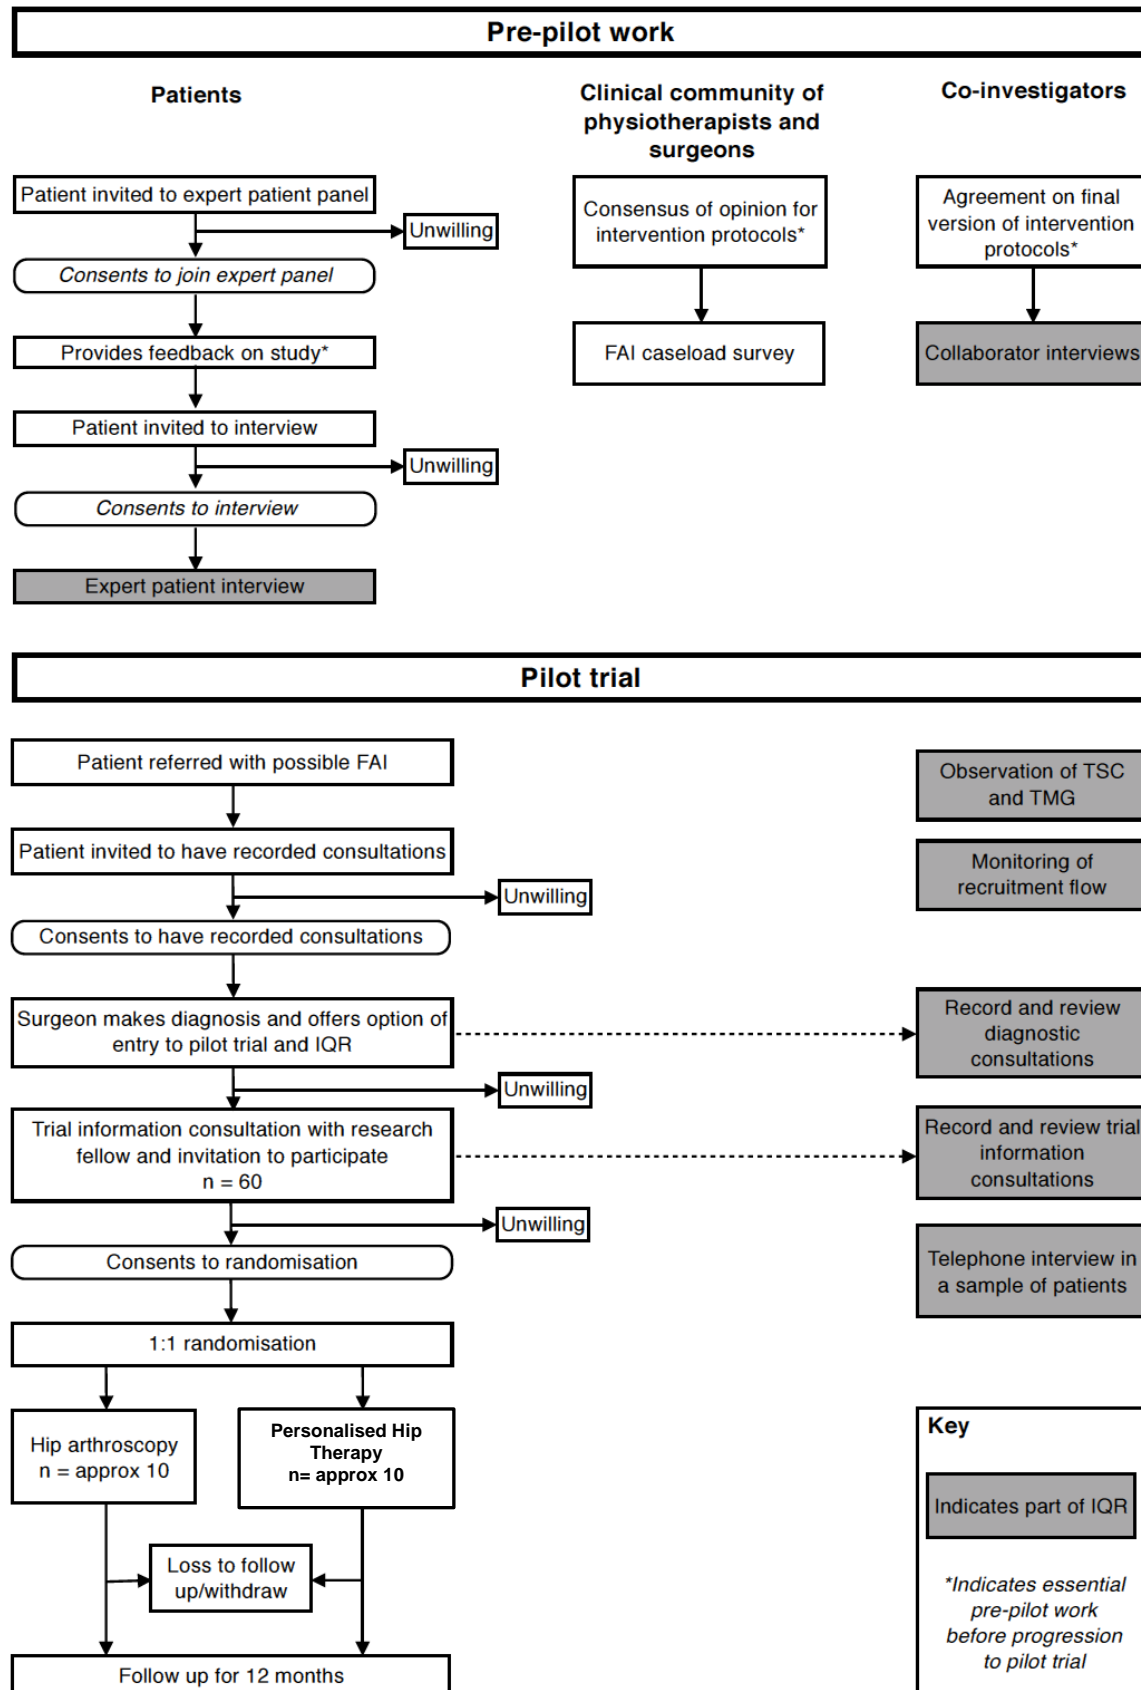 Pre-pilot work
Patients
Clinical community of
physiotherapists and
surgeons
Co-investigators
Patient invited to expert patient panel
Unwilling
Consents to join expert panel
Provides feedback on study*
Patient invited to interview
Unwilling
Consents to interview
Expert patient interview
Consensus of opinion for
intervention protocols*
FAI caseload survey
Agreement on final
version of intervention
protocols*
Collaborator interviews
Pilot trial
Patient referred with possible FAI
Patient invited to have recorded consultations
Unwilling
Consents to have recorded consultations
Surgeon makes diagnosis and offers option of
entry to pilot trial and IQR
Unwilling
Trial information consultation with research
fellow and invitation to participate
n = 60
Unwilling
Consents to randomisation
1:1 randomisation
Hip arthroscopy
n = approx 10
Personalised Hip
Therapy
n= approx 10
Loss to follow
up/withdraw
Follow up for 12 months
Observation of TSC
and TMG
Monitoring of
recruitment flow
Record and review
diagnostic
consultations
Record and review trial
information
consultations
Telephone interview in
a sample of patients
Key
Indicates part of IQR
*Indicates essential
pre-pilot work
before progression
to pilot trial